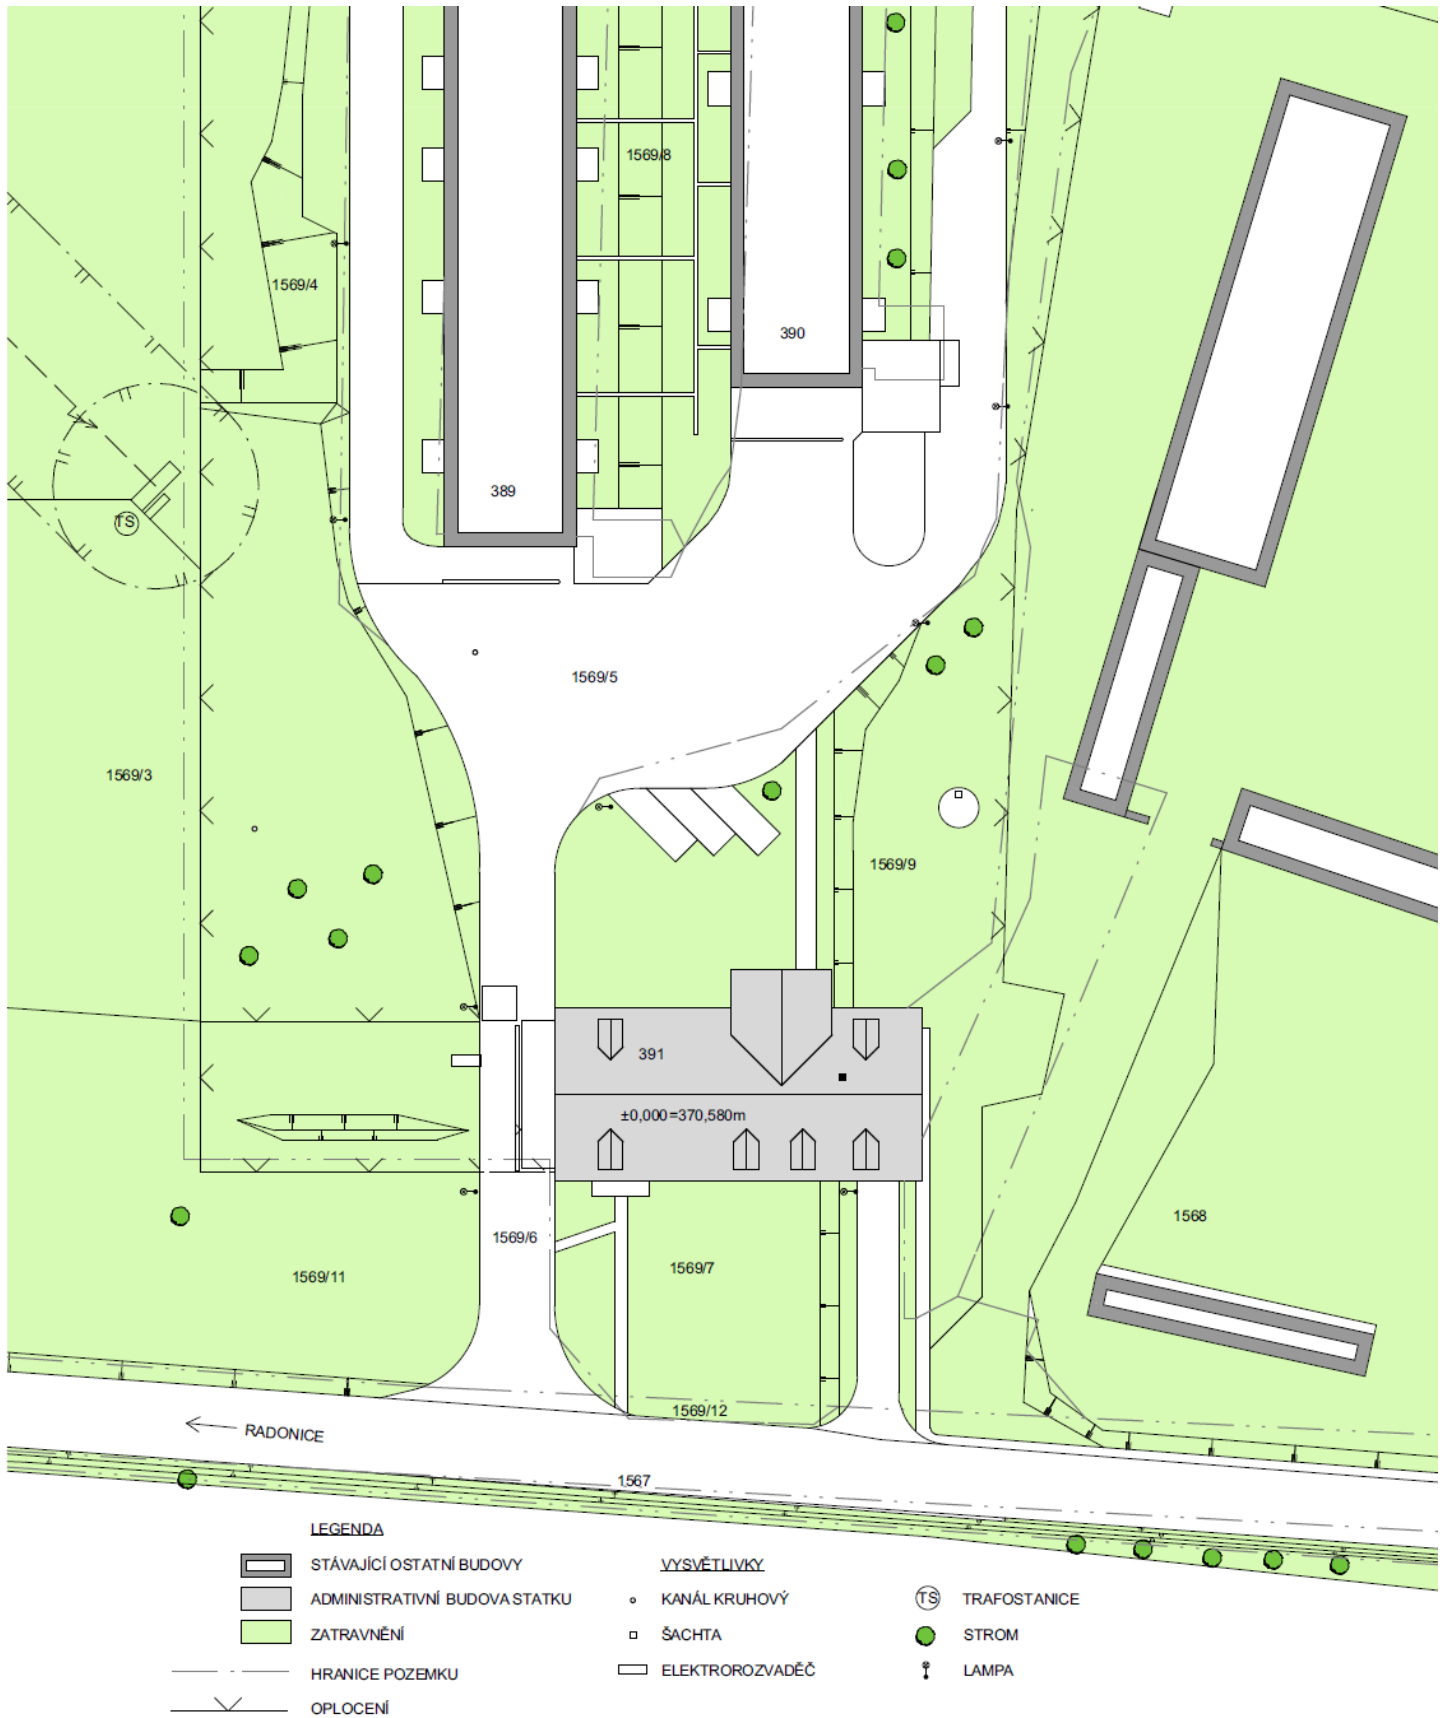 1569/8
1569/4
390
389
TS
1569/5
1569/3
1569/9
391
±0,000=370,580m
1568
1569/6
1569/7
1569/11
1569/12
RADONICE
1567
LEGENDA
STÁVAJÍCÍ OSTATNÍ BUDOVY
ADMINISTRATIVNÍ BUDOVA STATKU
ZATRAVNĚNÍ
HRANICE POZEMKU
OPLOCENÍ
VYSVĚTLIVKY
KANÁL KRUHOVÝ
ŠACHTA
ELEKTROROZVADĚČ
TS TRAFOSTANICE
STROM
LAMPA